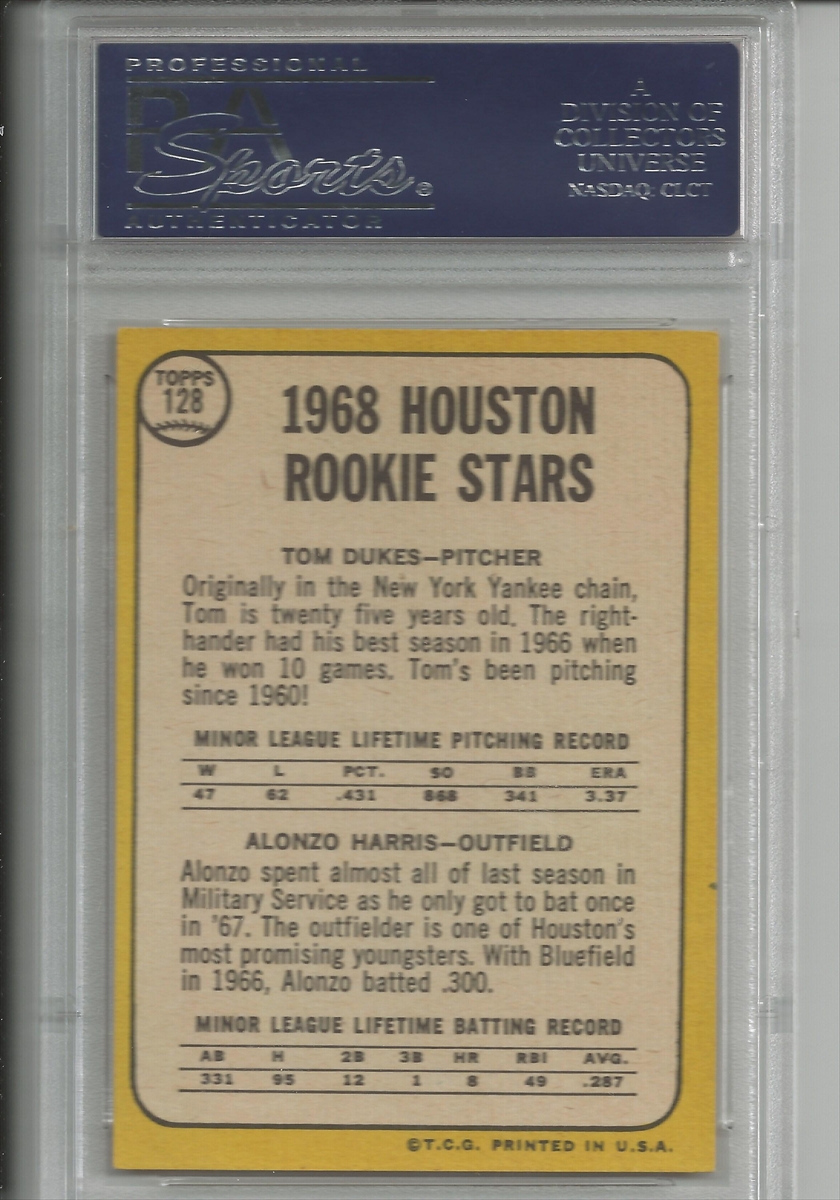 PROFESSIONAL
PSA
Sports®
AUTHENTICATOR
A
DIVISION OF
COLLECTORS
UNIVERSE
NASDAQ: CLCT
TOPPS
128
1968 HOUSTON
ROOKIE STARS
TOM DUKES—PITCHER
Originally in the New York Yankee chain,
Tom is twenty five years old. The right-
hander had his best season in 1966 when
he won 10 games. Tom's been pitching
since 1960!
MINOR LEAGUE LIFETIME PITCHING RECORD
W L PCT. SO BB ERA
47 62 .431 868 341 3.37
ALONZO HARRIS—OUTFIELD
Alonzo spent almost all of last season in
Military Service as he only got to bat once
in '67. The outfielder is one of Houston's
most promising youngsters. With Bluefield
in 1966, Alonzo batted .300.
MINOR LEAGUE LIFETIME BATTING RECORD
AB H 2B 3B HR RBI AVG.
331 95 12 1 8 49 .287
©T.C.G. PRINTED IN U.S.A.